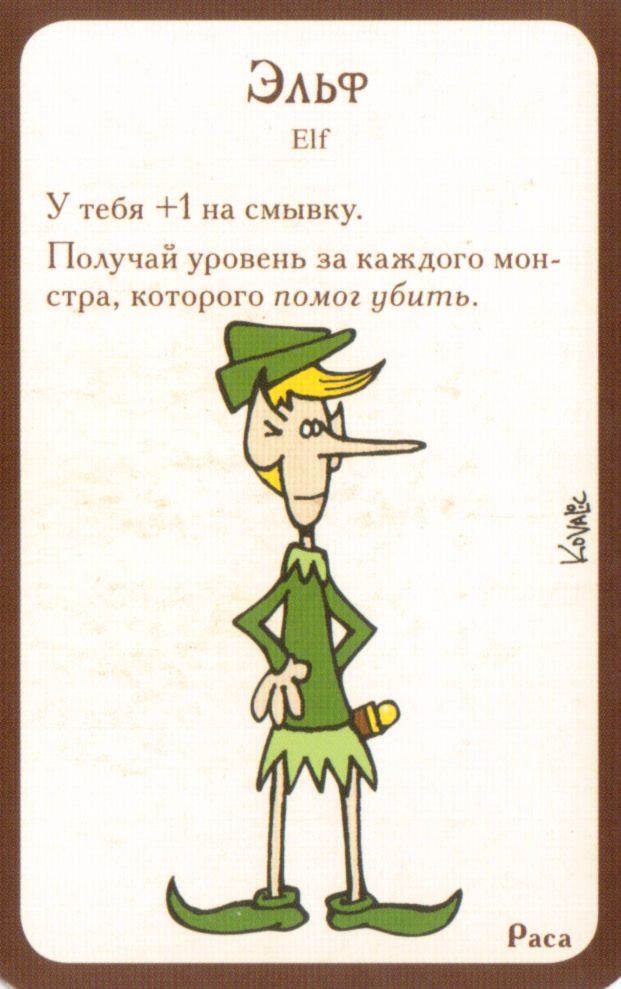 Эльф
Elf
У тебя +1 на смывку.
Получай уровень за каждого мон-
стра, которого помог убить.
Kovalic
Раса